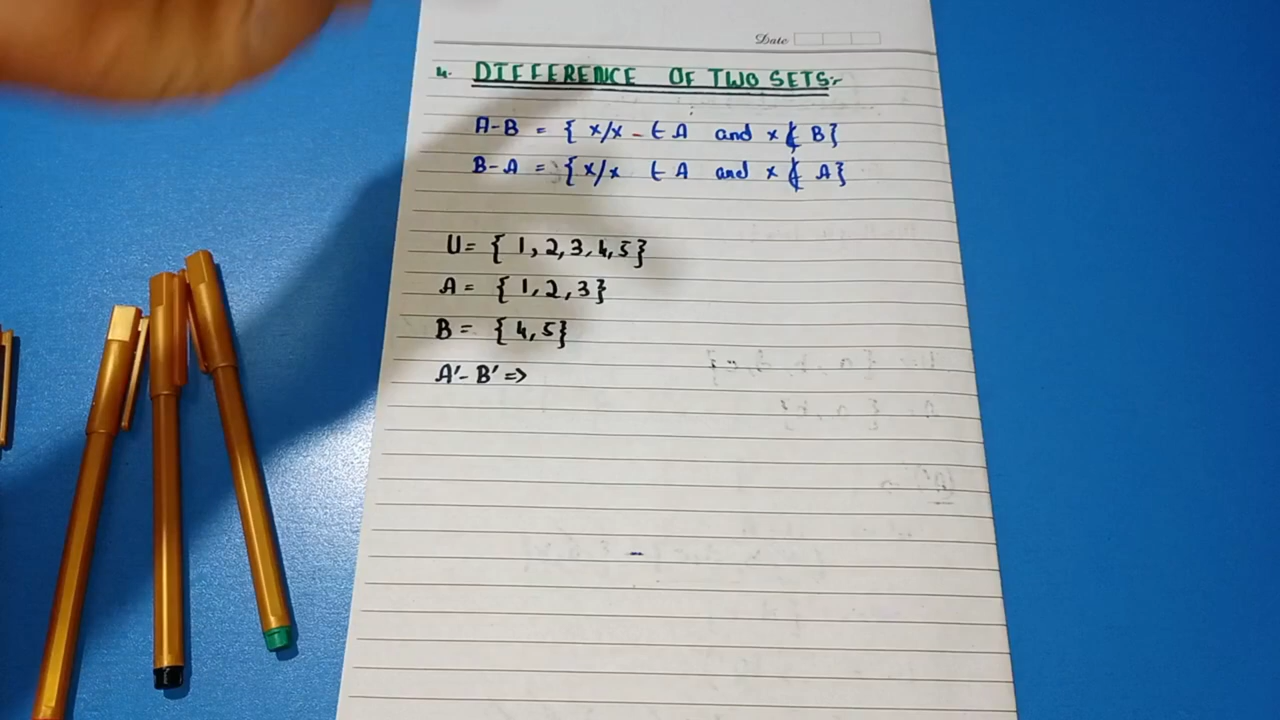 Date
4. DIFFERENCE OF TWO SETS:-
A-B = { x/x - ∈ A and x ∉ B}
B-A = {x/x ∈ A and x ∉ A}
U= { 1, 2, 3, 4, 5}
A = { 1, 2, 3}
B = { 4, 5}
A'- B' =>